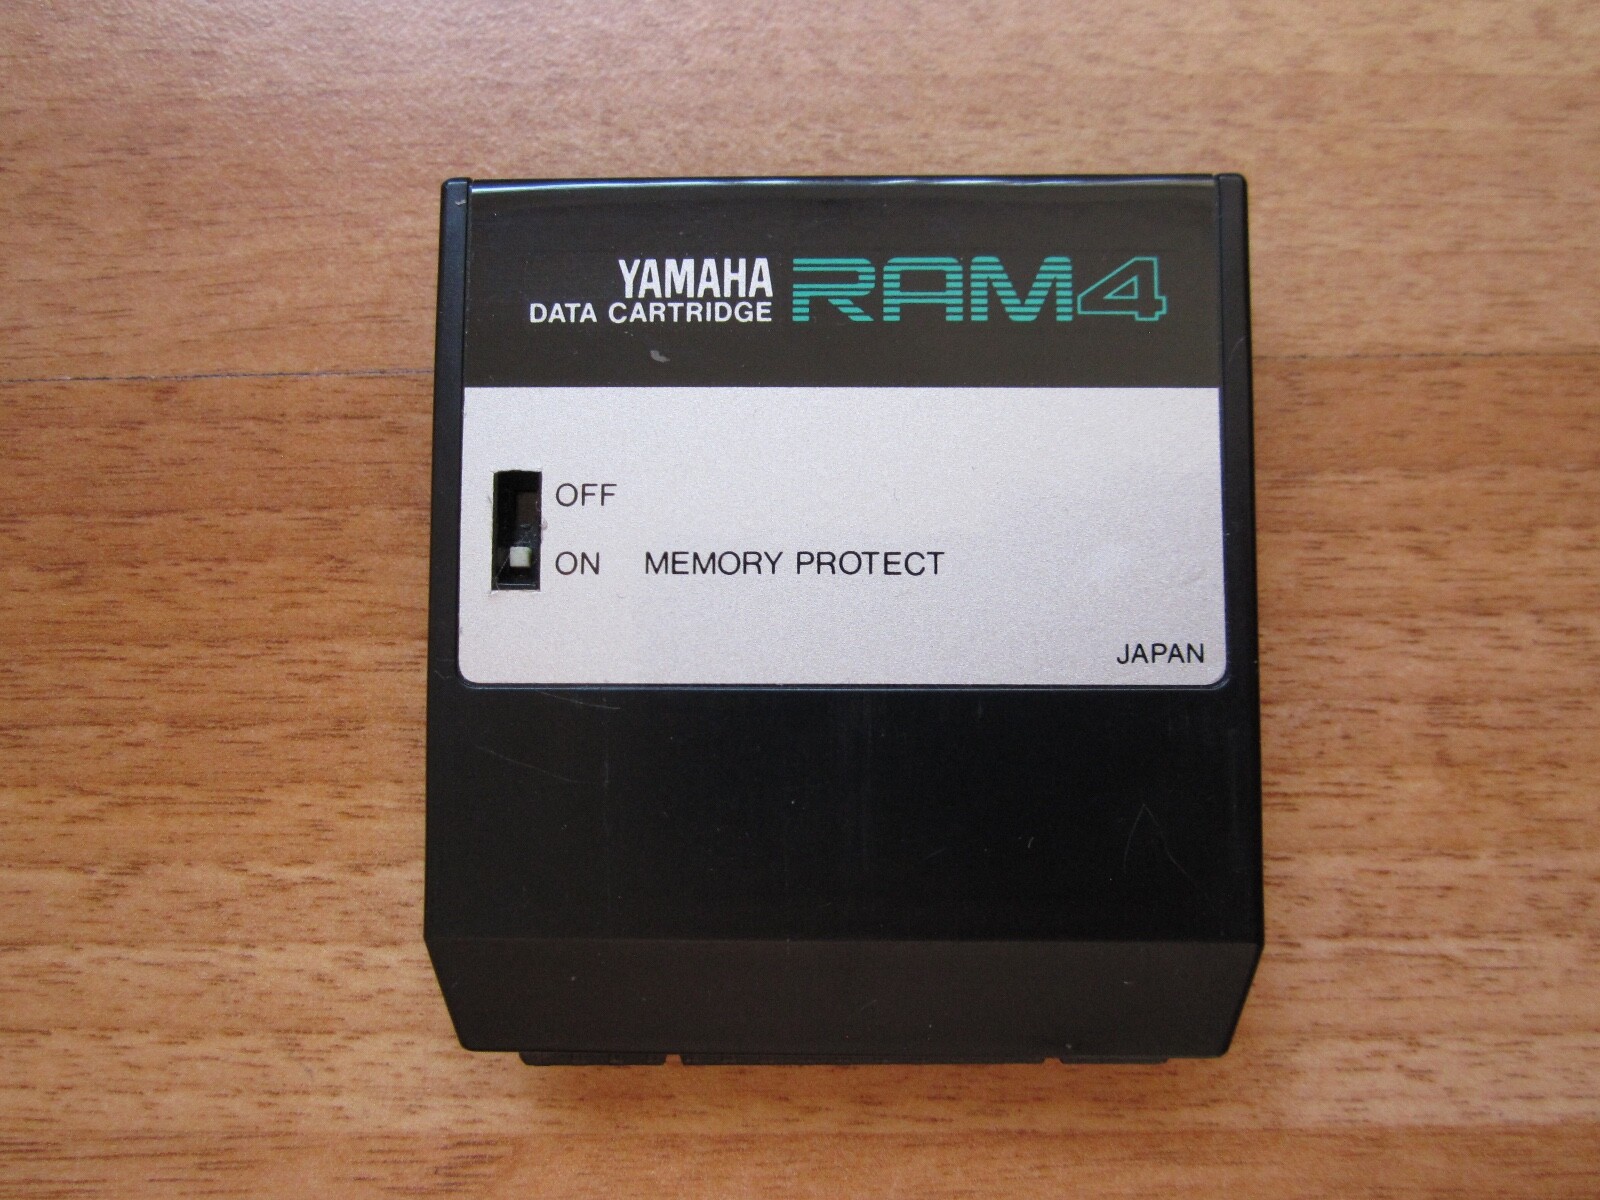 YAMAHA RAM4
DATA CARTRIDGE
OFF
ON MEMORY PROTECT
JAPAN